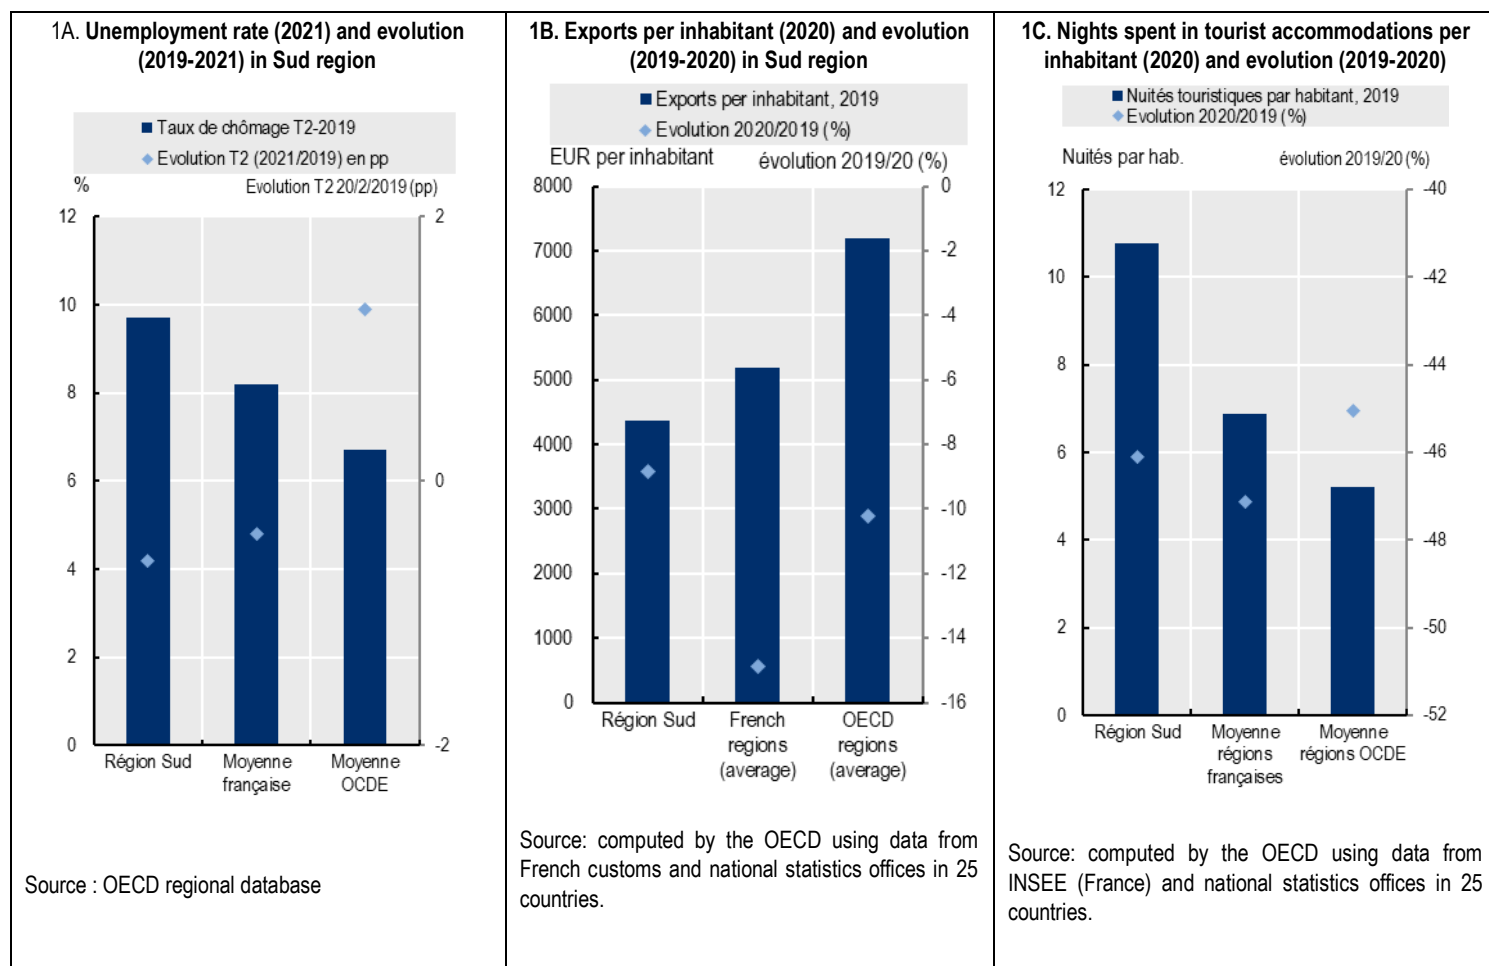 1A. Unemployment rate (2021) and evolution
(2019-2021) in Sud region
Taux de chômage T2-2019
Evolution T2 (2021/2019) en pp
%
Evolution T2 20/2/2019 (pp)
12
10
8
6
4
2
0
2
0
-2
Région Sud
Moyenne
française
Moyenne
OCDE
Source : OECD regional database
1B. Exports per inhabitant (2020) and evolution
(2019-2020) in Sud region
Exports per inhabitant, 2019
Evolution 2020/2019 (%)
EUR per inhabitant
évolution 2019/20 (%)
8000
7000
6000
5000
4000
3000
2000
1000
0
0
-2
-4
-6
-8
-10
-12
-14
-16
Région Sud
French
regions
(average)
OECD
regions
(average)
Source: computed by the OECD using data from
French customs and national statistics offices in 25
countries.
1C. Nights spent in tourist accommodations per
inhabitant (2020) and evolution (2019-2020)
Nuités touristiques par habitant, 2019
Evolution 2020/2019 (%)
Nuités par hab.
évolution 2019/20 (%)
12
10
8
6
4
2
0
-40
-42
-44
-46
-48
-50
-52
Région Sud
Moyenne
régions
françaises
Moyenne
régions OCDE
Source: computed by the OECD using data from
INSEE (France) and national statistics offices in 25
countries.